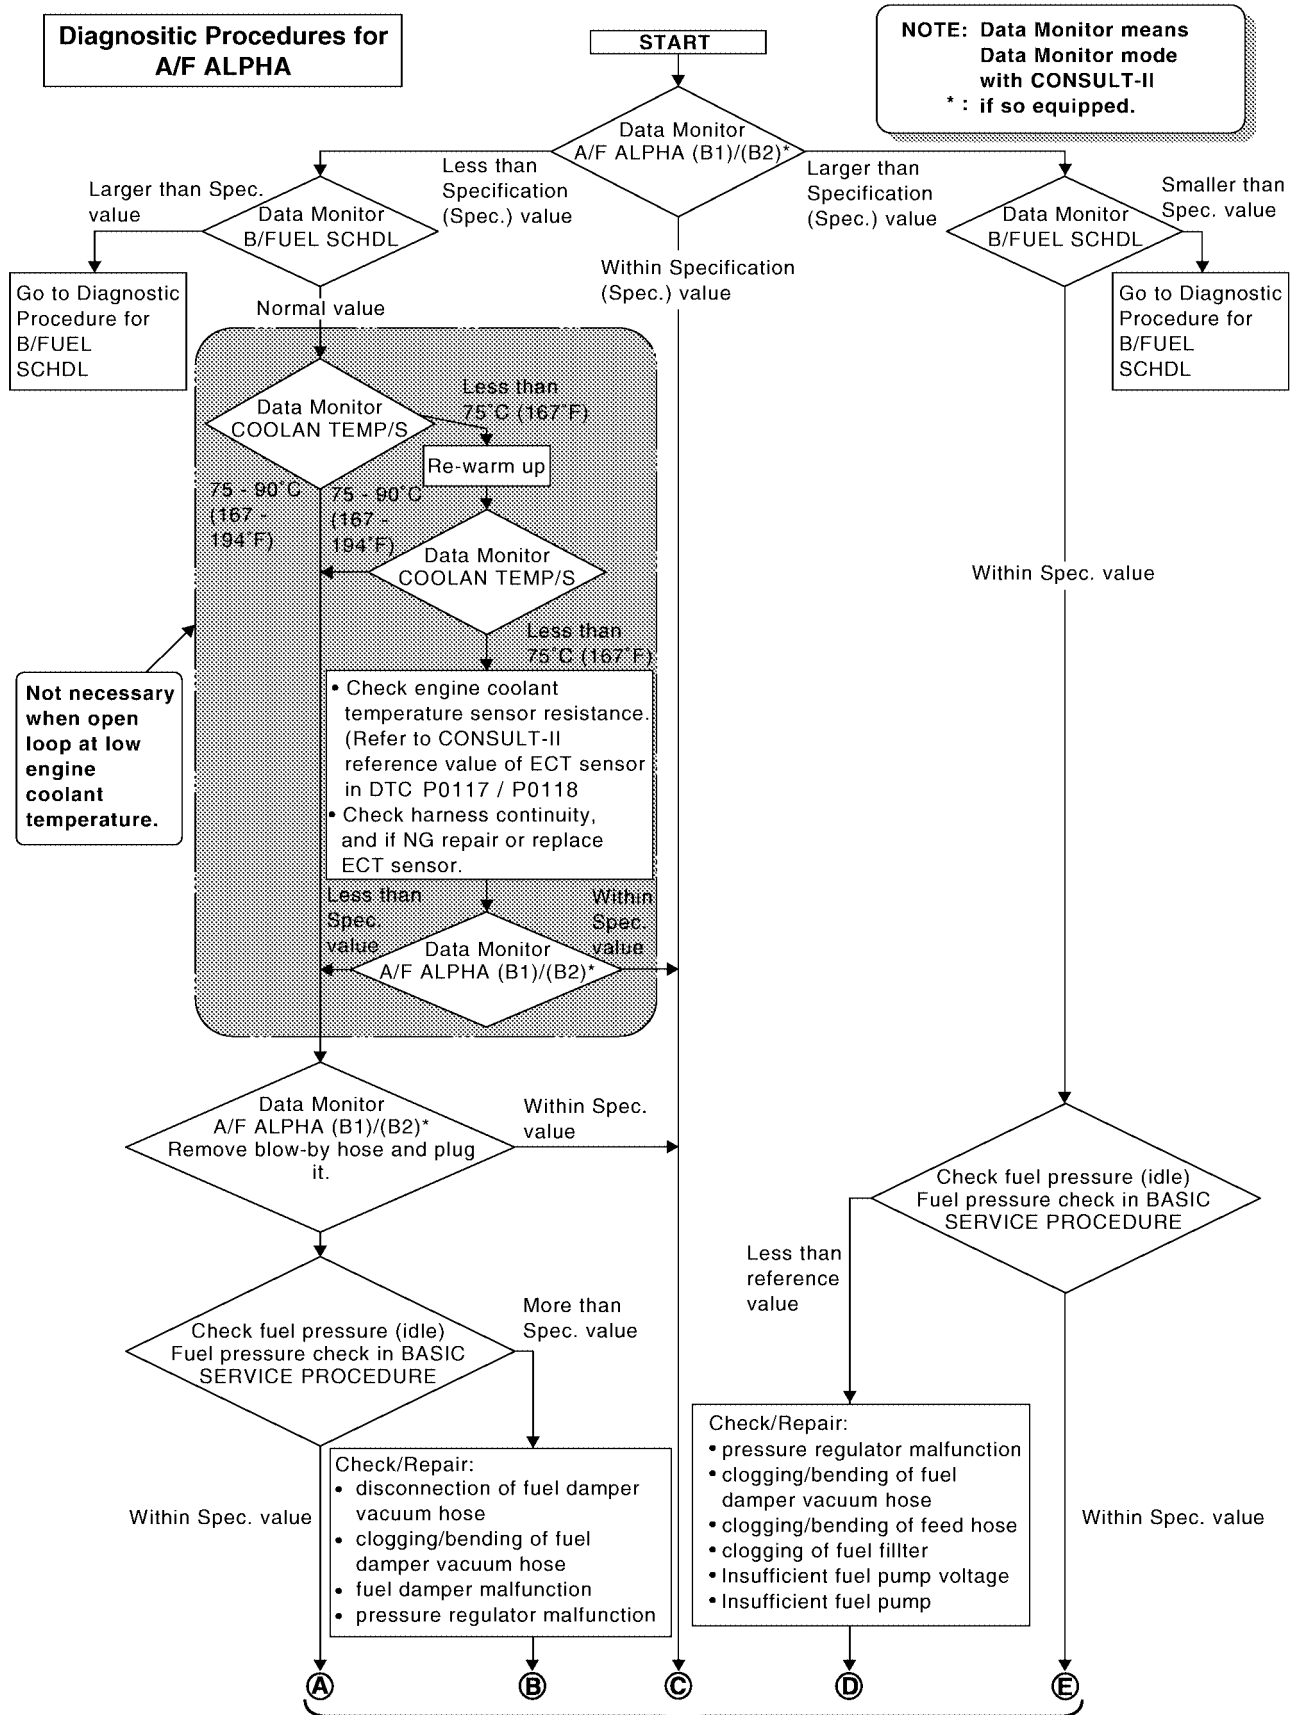 Diagnositic Procedures for
A/F ALPHA
START
NOTE: Data Monitor means
Data Monitor mode
with CONSULT-II
* : if so equipped.
Data Monitor
A/F ALPHA (B1)/(B2)*
Less than
Specification
(Spec.) value
Larger than
Specification
(Spec.) value
Larger than Spec.
value
Data Monitor
B/FUEL SCHDL
Data Monitor
B/FUEL SCHDL
Smaller than
Spec. value
Within Specification
(Spec.) value
Go to Diagnostic
Procedure for
B/FUEL
SCHDL
Normal value
Go to Diagnostic
Procedure for
B/FUEL
SCHDL
Data Monitor
COOLAN TEMP/S
Less than
75˚C (167˚F)
Re-warm up
75 - 90˚C
(167 -
194˚F)
75 - 90˚C
(167 -
194˚F)
Data Monitor
COOLAN TEMP/S
Within Spec. value
Less than
75˚C (167˚F)
Not necessary
when open
loop at low
engine
coolant
temperature.
• Check engine coolant
temperature sensor resistance.
(Refer to CONSULT-II
reference value of ECT sensor
in DTC P0117 / P0118
• Check harness continuity,
and if NG repair or replace
ECT sensor.
Less than
Spec.
value
Within
Spec.
value
Data Monitor
A/F ALPHA (B1)/(B2)*
Data Monitor
A/F ALPHA (B1)/(B2)*
Remove blow-by hose and plug
it.
Within Spec.
value
Check fuel pressure (idle)
Fuel pressure check in BASIC
SERVICE PROCEDURE
Less than
reference
value
Check fuel pressure (idle)
Fuel pressure check in BASIC
SERVICE PROCEDURE
More than
Spec. value
Within Spec. value
Check/Repair:
• disconnection of fuel damper
vacuum hose
• clogging/bending of fuel
damper vacuum hose
• fuel damper malfunction
• pressure regulator malfunction
Check/Repair:
• pressure regulator malfunction
• clogging/bending of fuel
damper vacuum hose
• clogging/bending of feed hose
• clogging of fuel fillter
• Insufficient fuel pump voltage
• Insufficient fuel pump
Within Spec. value
A B C D E